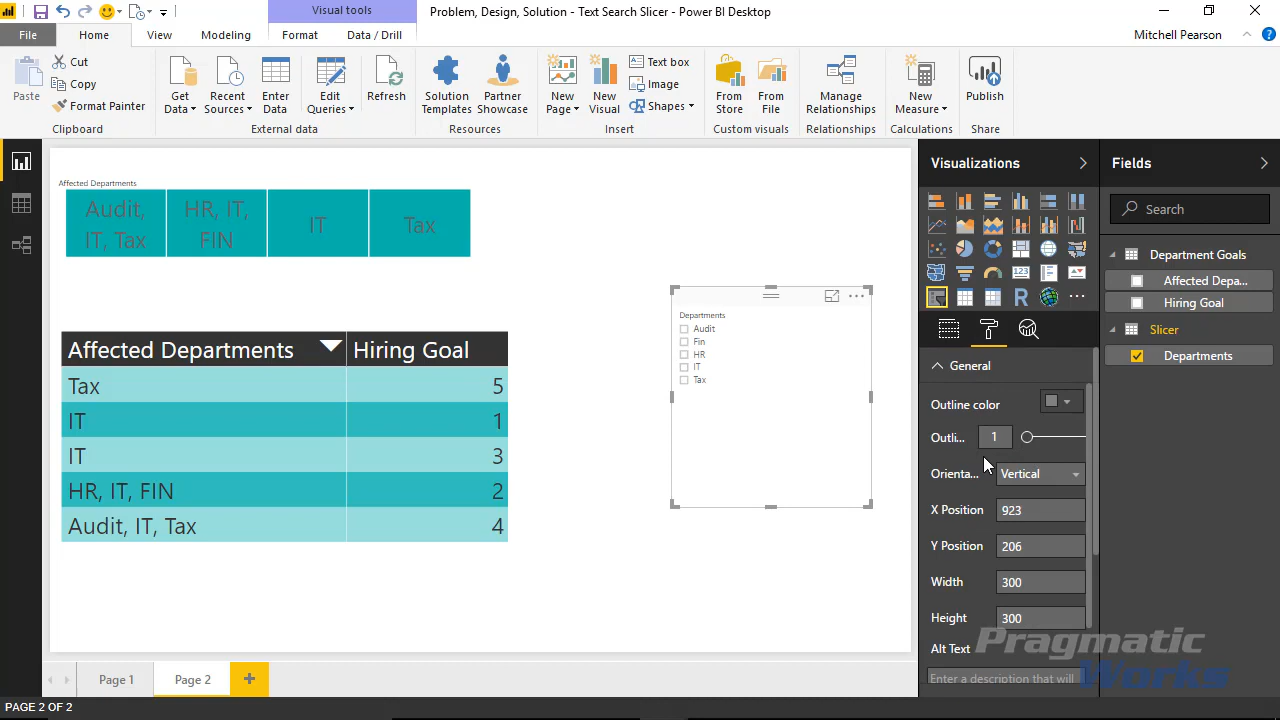 Visual tools
Problem, Design, Solution - Text Search Slicer - Power BI Desktop
File
Home
View
Modeling
Format
Data / Drill
Mitchell Pearson
Paste
Cut
Copy
Format Painter
Clipboard
Get
Data
Recent
Sources
Enter
Data
Edit
Queries
Refresh
External data
Solution
Templates
Partner
Showcase
Resources
New
Page
New
Visual
Text box
Image
Shapes
Insert
From
Store
From
File
Custom visuals
Manage
Relationships
Relationships
New
Measure
Calculations
Publish
Share
Affected Departments
Audit,
IT, Tax
HR, IT,
FIN
IT
Tax
Affected Departments Hiring Goal
Tax 5
IT 1
IT 3
HR, IT, FIN 2
Audit, IT, Tax 4
Departments
Audit
Fin
HR
IT
Tax
Visualizations
General
Outline color
Outli... 1
Orienta... Vertical
X Position 923
Y Position 206
Width 300
Height 300
Alt Text
Enter a description that will
Fields
Search
Department Goals
Affected Depa...
Hiring Goal
Slicer
Departments
Pragmatic
Works
Page 1
Page 2
PAGE 2 OF 2